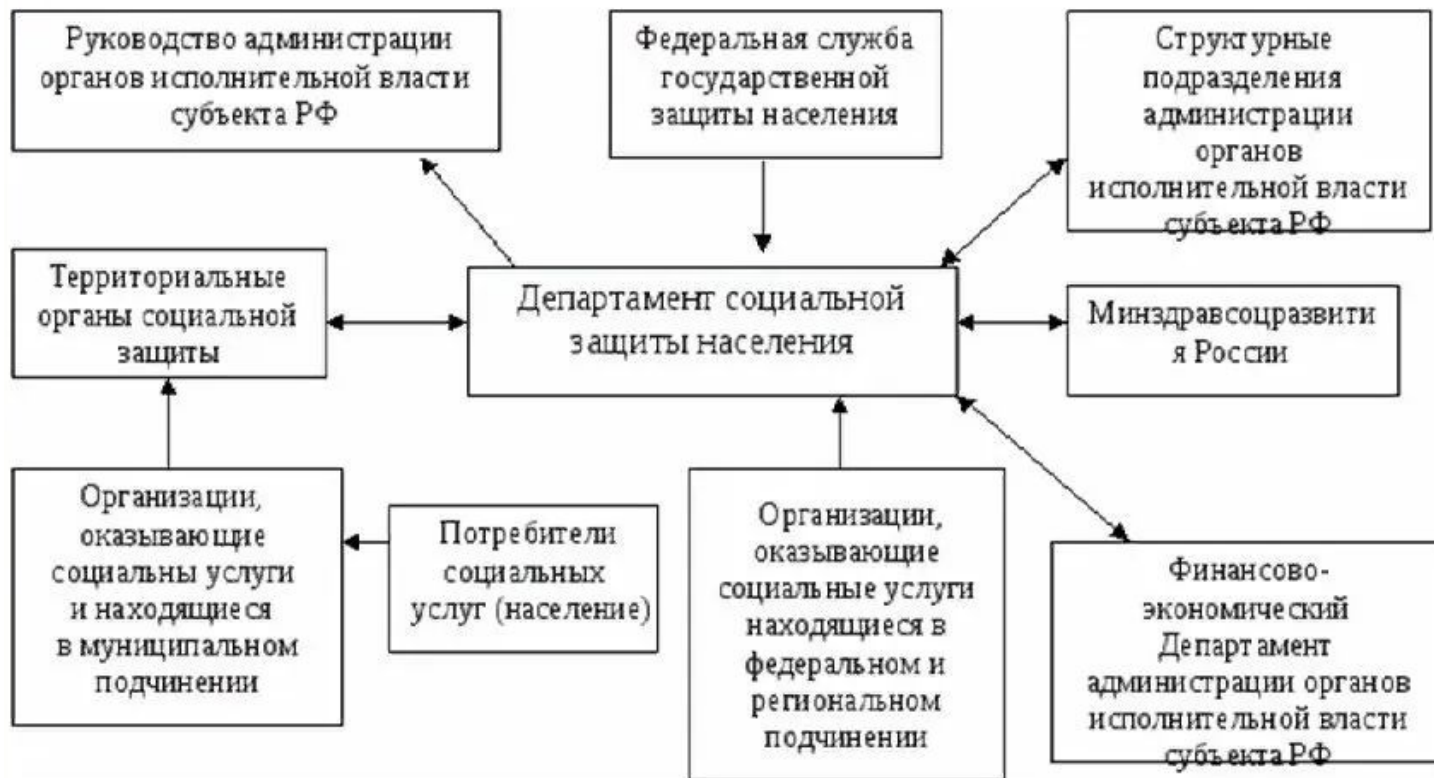 Руководство администрации
органов исполнительной власти
субъекта РФ
Федеральная служба
государственной
защиты населения
Структурные
подразделения
администрации
органов
исполнительной власти
субъекта РФ
Территориальные
органы социальной
защиты
Департамент социальной
защиты населения
Минздравсоцразвити
я России
Организации,
оказывающие
социальны услуги
и находящиеся
в муниципальном
подчинении
Потребители
социальных
услуг (население)
Организации,
оказывающие
социальные услуги
находящиеся в
федеральном и
региональном
подчинении
Финансово-
экономический
Департамент
администрации органов
исполнительной власти
субъекта РФ